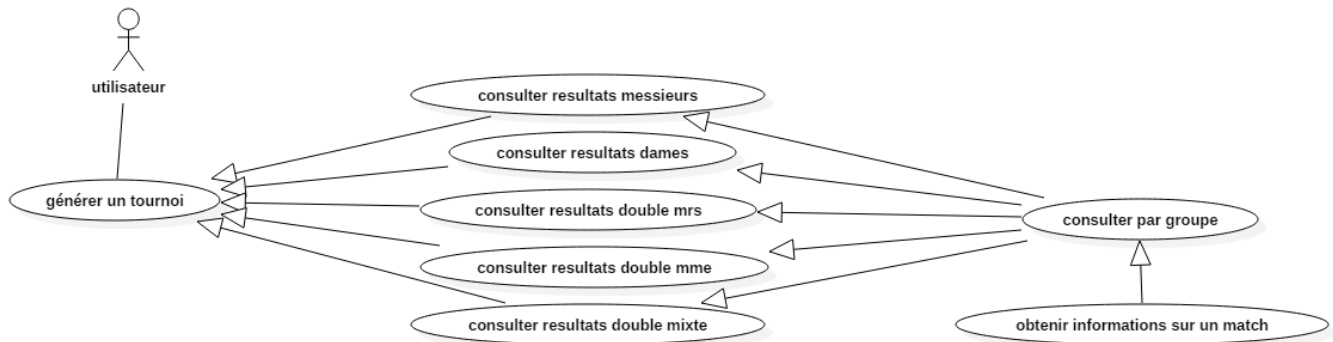 utilisateur
générer un tournoi
consulter resultats messieurs
consulter resultats dames
consulter resultats double mrs
consulter resultats double mme
consulter resultats double mixte
consulter par groupe
obtenir informations sur un match